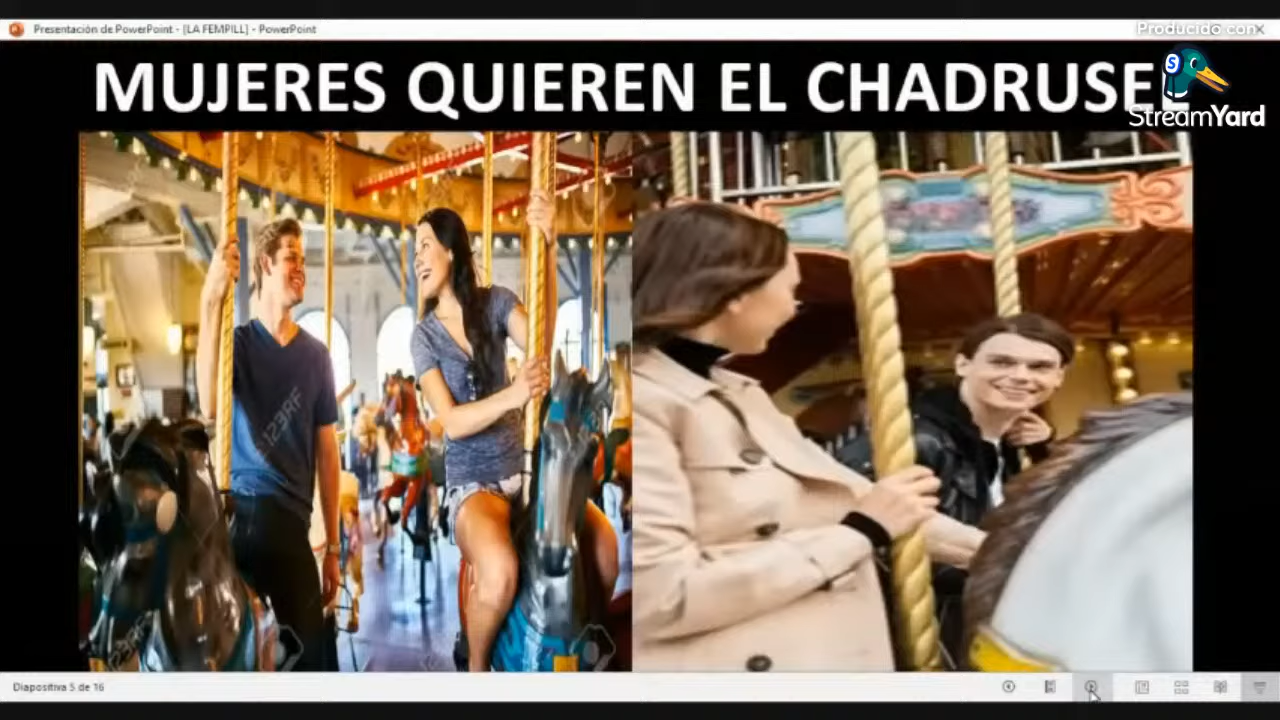 Presentación de PowerPoint - [LA FEMPILL] - PowerPoint
Producido con
MUJERES QUIEREN EL CHADRUSEL
StreamYard
123RF
Diapositiva 5 de 16